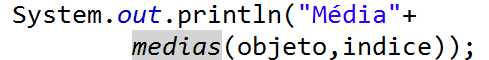 System.out.println("Média"+
medias(objeto,indice));